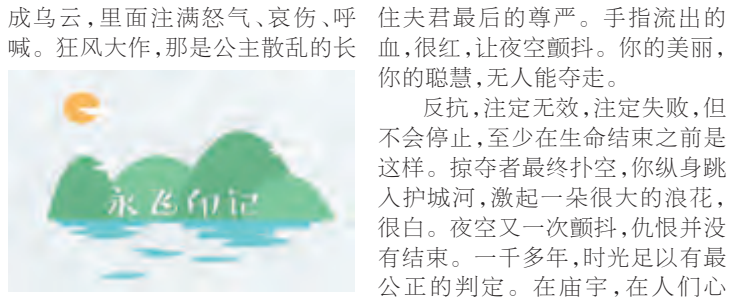 成乌云，里面注满怒气、哀伤、呼
喊。狂风大作，那是公主散乱的长
永飞印记
住夫君最后的尊严。手指流出的
血，很红，让夜空颤抖。你的美丽，
你的聪慧，无人能夺走。
反抗，注定无效，注定失败，但
不会停止，至少在生命结束之前是
这样。掠夺者最终扑空，你纵身跳
入护城河，激起一朵很大的浪花，
很白。夜空又一次颤抖，仇恨并没
有结束。一千多年，时光足以有最
公正的判定。在庙宇，在人们心